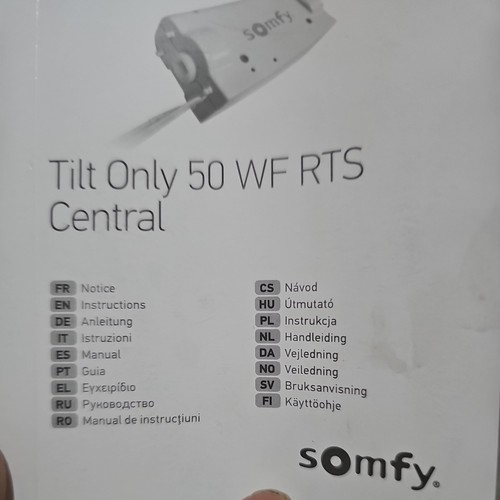 somfy
Tilt Only 50 WF RTS
Central
FR Notice
EN Instructions
DE Anleitung
IT Istruzioni
ES Manual
PT Guia
EL Εγχειρίδιο
RU Руководство
RO Manual de instrucţiuni
CS Návod
HU Útmutató
PL Instrukcja
NL Handleiding
DA Vejledning
NO Veiledning
SV Bruksanvisning
FI Käyttöohje
somfy.